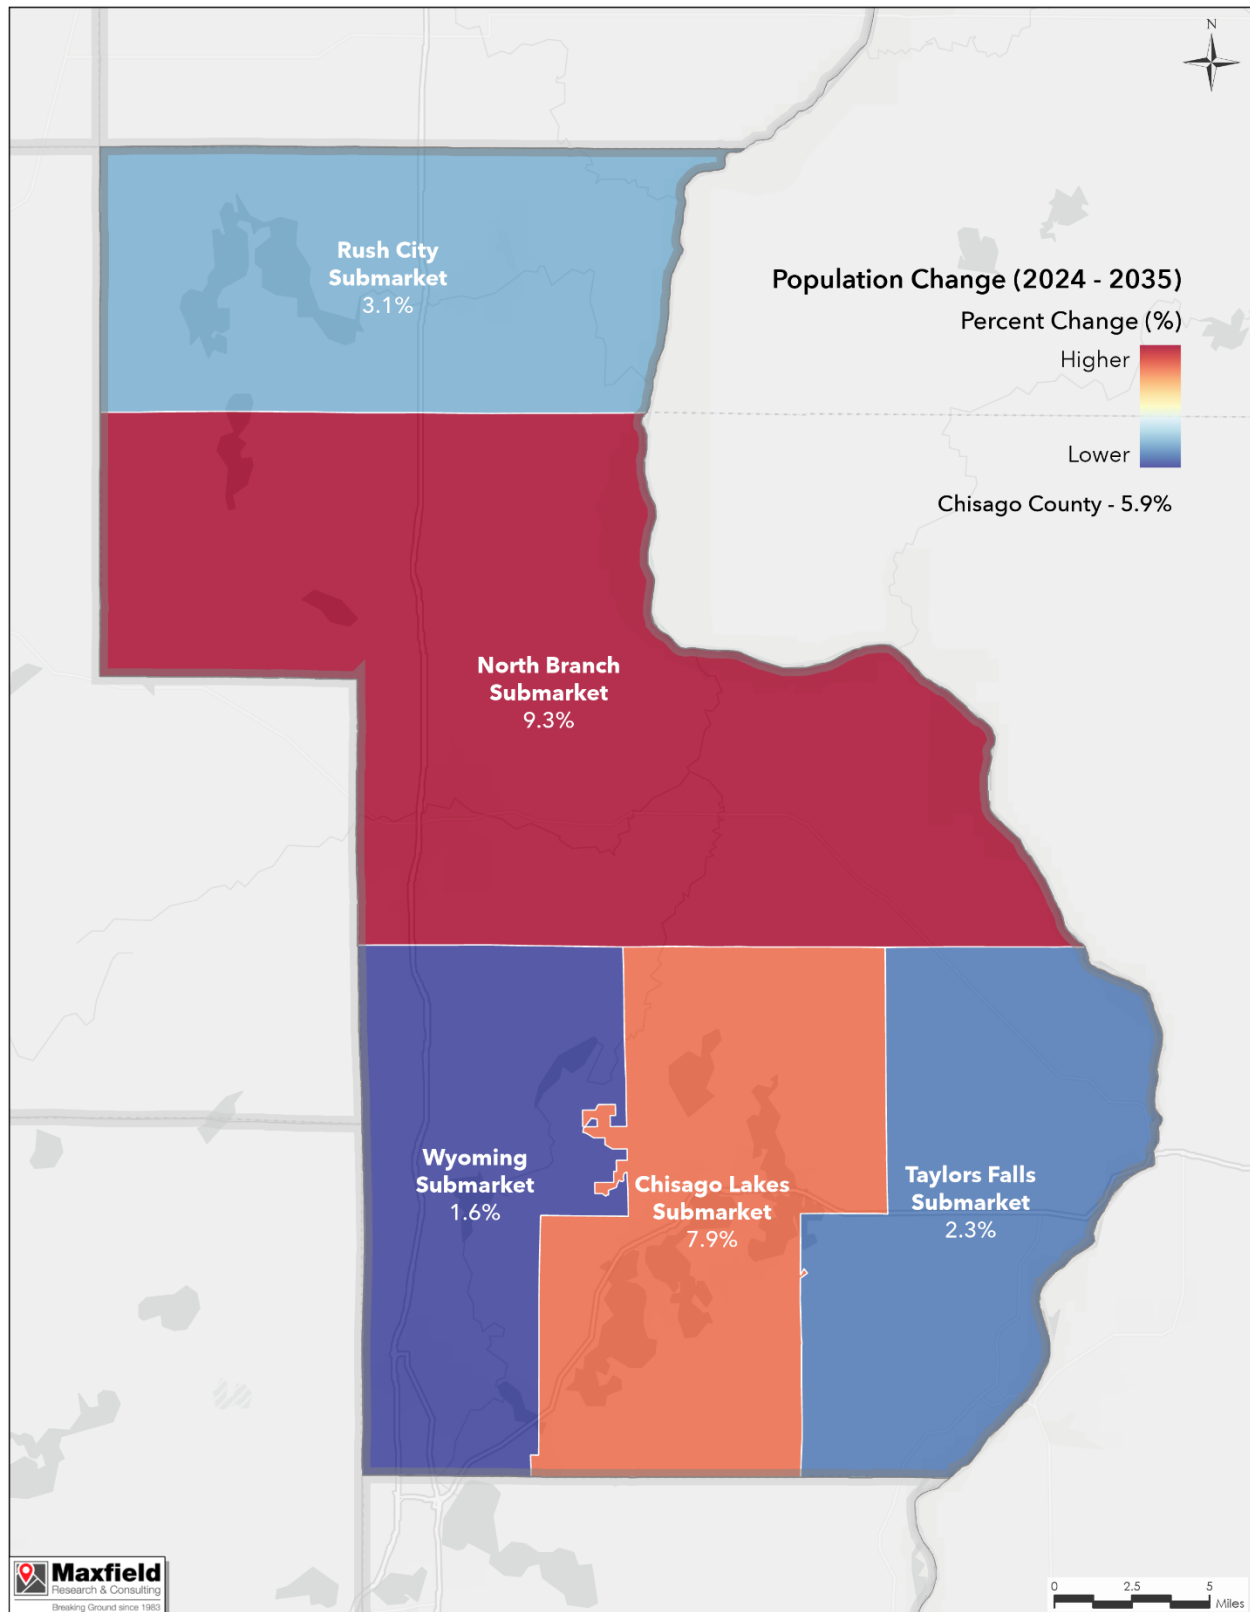 N
Rush City
Submarket
3.1%
Population Change (2024 - 2035)
Percent Change (%)
Higher
Lower
Chisago County - 5.9%
North Branch
Submarket
9.3%
Wyoming
Submarket
1.6%
Chisago Lakes
Submarket
7.9%
Taylors Falls
Submarket
2.3%
Maxfield
Research & Consulting
Breaking Ground since 1983
0 2.5 5
Miles